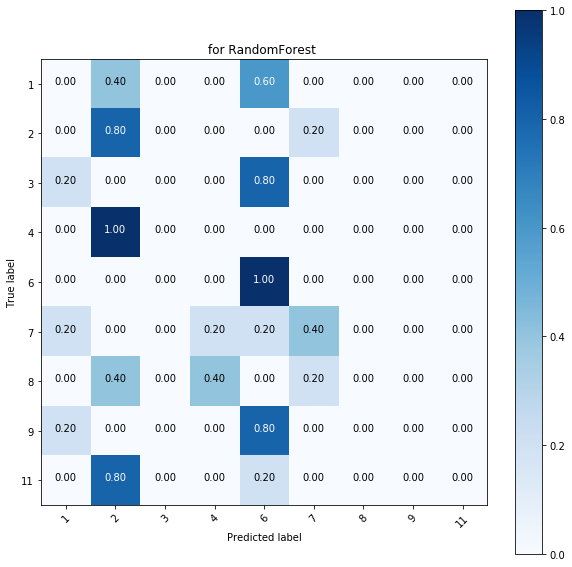 for RandomForest
1 0.00 0.40 0.00 0.00 0.60 0.00 0.00 0.00 0.00
2 0.00 0.80 0.00 0.00 0.00 0.20 0.00 0.00 0.00
3 0.20 0.00 0.00 0.00 0.80 0.00 0.00 0.00 0.00
4 0.00 1.00 0.00 0.00 0.00 0.00 0.00 0.00 0.00
6 0.00 0.00 0.00 0.00 1.00 0.00 0.00 0.00 0.00
7 0.20 0.00 0.00 0.20 0.20 0.40 0.00 0.00 0.00
8 0.00 0.40 0.00 0.40 0.00 0.20 0.00 0.00 0.00
9 0.20 0.00 0.00 0.00 0.80 0.00 0.00 0.00 0.00
11 0.00 0.80 0.00 0.00 0.20 0.00 0.00 0.00 0.00
True label
1 2 3 4 6 7 8 9 11
Predicted label
1.0
0.8
0.6
0.4
0.2
0.0